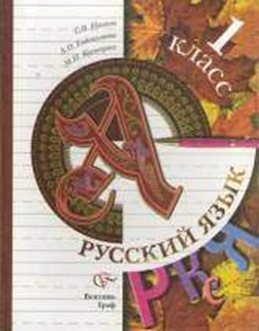 С.В. Иванов
А.О. Евдокимова
М.И. Кузнецова
1
класс
А
РУССКИЙ ЯЗЫК
Вентана
Граф
Р К с Я